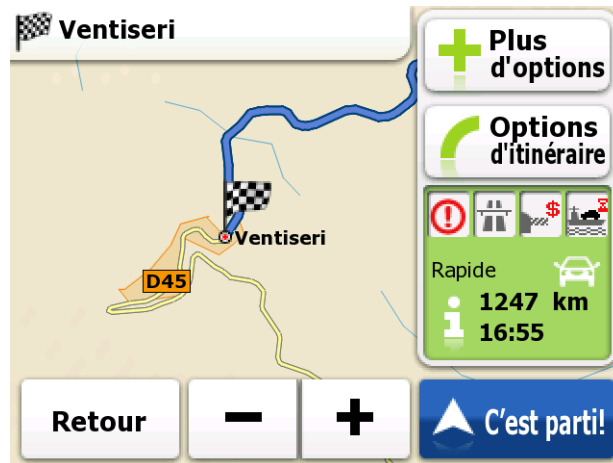 Ventiseri
Plus
d'options
Options
d'itinéraire
$
Ventiseri
D45
Rapide
1247 km
16:55
Retour
− +
C'est parti!